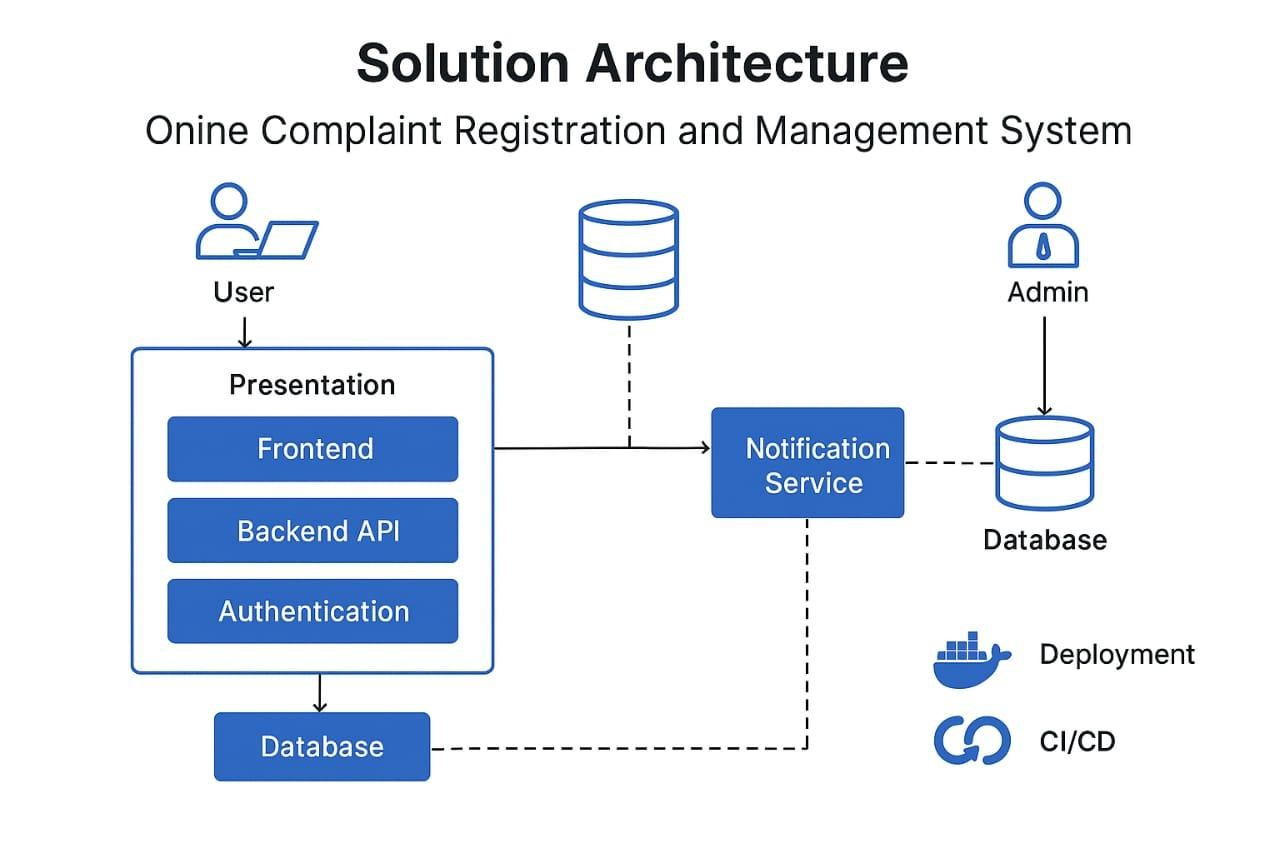 Solution Architecture
Onine Complaint Registration and Management System
User
Admin
Presentation
Frontend
Backend API
Authentication
Notification
Service
Database
Database
Deployment
CI/CD